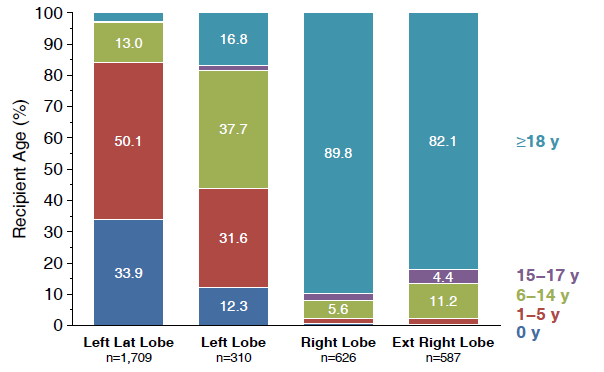 Recipient Age (%)
100
90
80
70
60
50
40
30
20
10
0
13.0
50.1
33.9
16.8
37.7
31.6
12.3
89.8
5.6
82.1
4.4
11.2
≥18 y
15–17 y
6–14 y
1–5 y
0 y
Left Lat Lobe
n=1,709
Left Lobe
n=310
Right Lobe
n=626
Ext Right Lobe
n=587